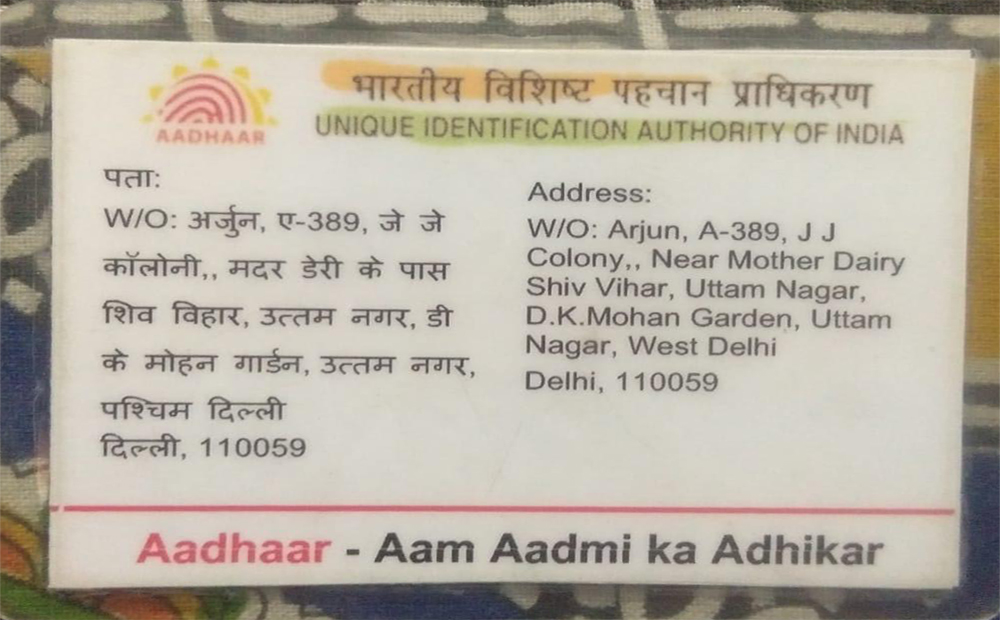 AADHAAR
भारतीय विशिष्ट पहचान प्राधिकरण
UNIQUE IDENTIFICATION AUTHORITY OF INDIA
पता:
W/O: अर्जुन, ए-389, जे जे
कॉलोनी,, मदर डेरी के पास
शिव विहार, उत्तम नगर, डी
के मोहन गार्डन, उत्तम नगर,
पश्चिम दिल्ली
दिल्ली, 110059
Address:
W/O: Arjun, A-389, J J
Colony,, Near Mother Dairy
Shiv Vihar, Uttam Nagar,
D.K.Mohan Garden, Uttam
Nagar, West Delhi
Delhi, 110059
Aadhaar - Aam Aadmi ka Adhikar